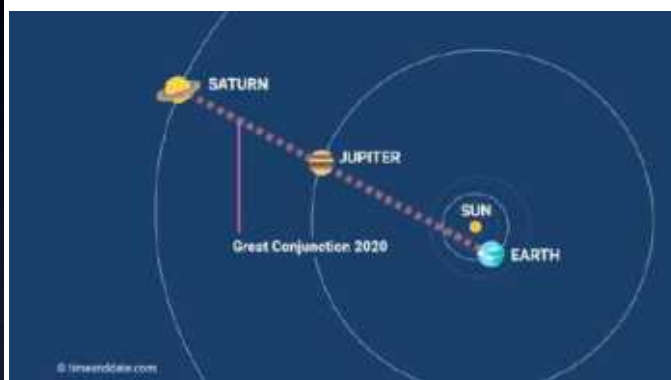 SATURN
JUPITER
SUN
Great Conjunction 2020
EARTH
© timeanddate.com